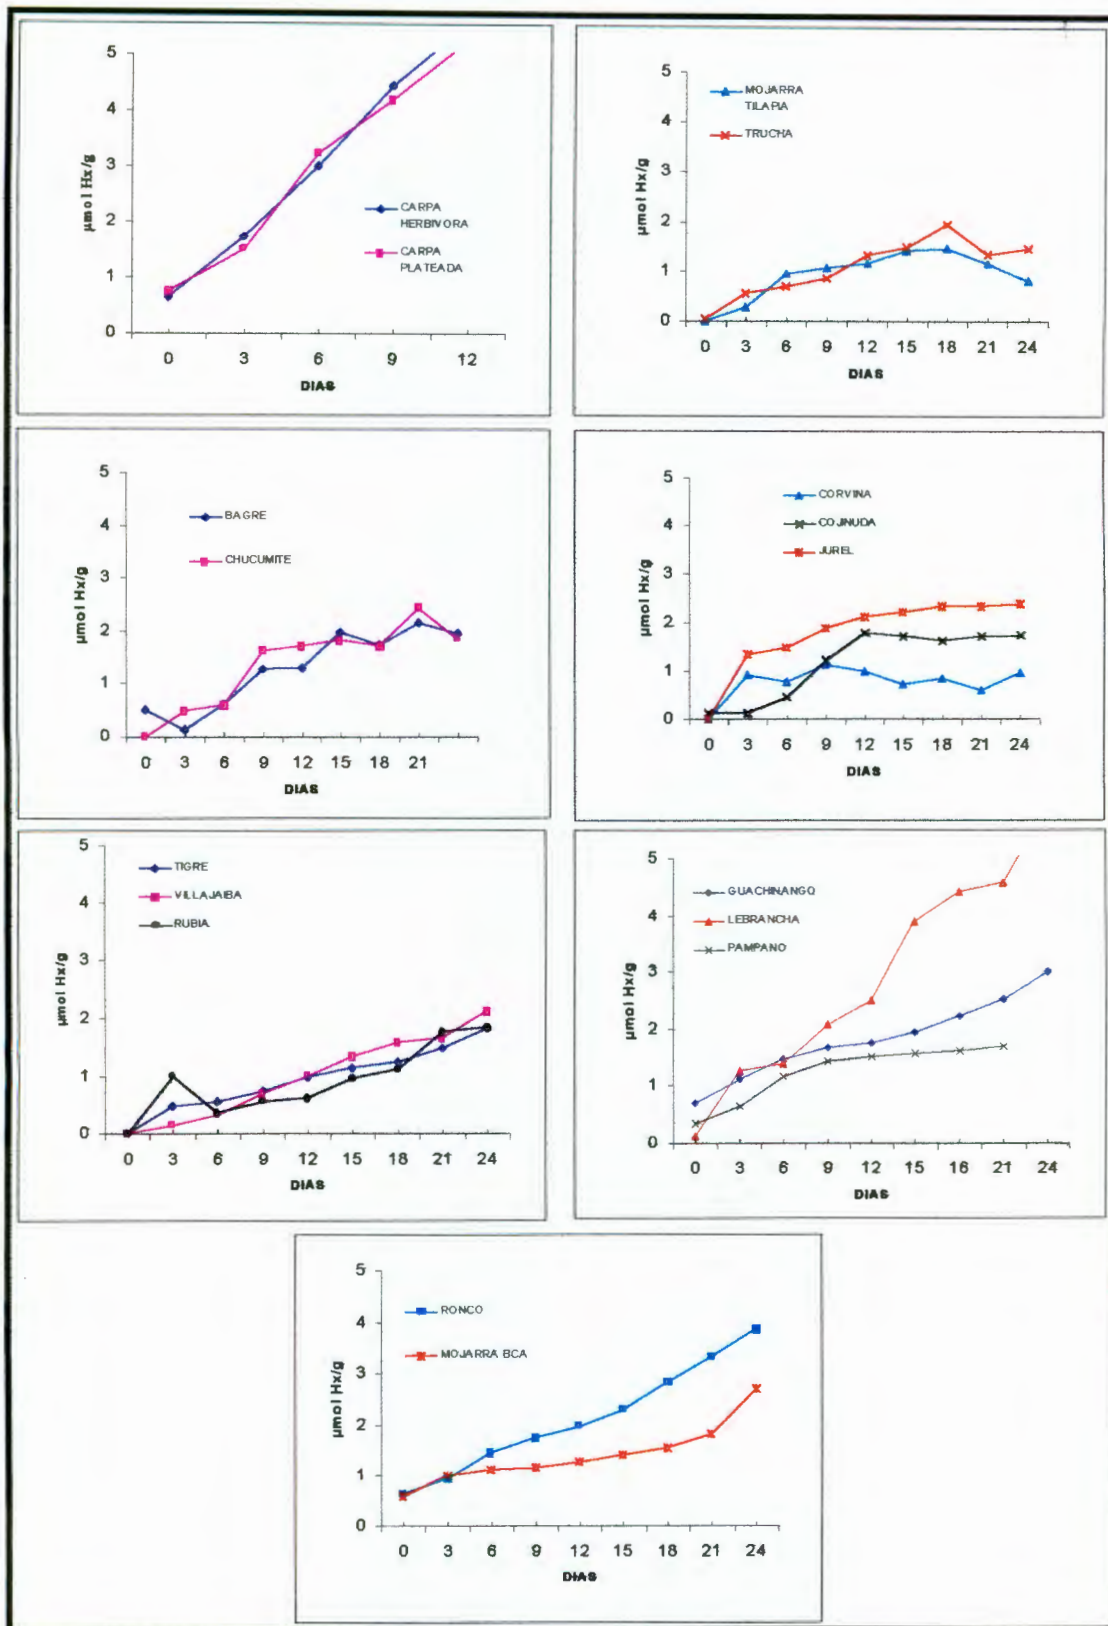 5
4
3
2
1
0
µmol Hx/g
CARPA
HERBIVORA
CARPA
PLATEADA
0 3 6 9 12
DIAS
5
4
3
2
1
0
µmol Hx/g
MOJARRA
TILAPIA
TRUCHA
0 3 6 9 12 15 18 21 24
DIAS
5
4
3
2
1
0
µmol Hx/g
BAGRE
CHUCUMITE
0 3 6 9 12 15 18 21
DIAS
5
4
3
2
1
0
µmol Hx/g
CORVINA
COJINUDA
JUREL
0 3 6 9 12 15 18 21 24
DIAS
5
4
3
2
1
0
µmol Hx/g
TIGRE
VILLAJAIBA
RUBIA
0 3 6 9 12 15 18 21 24
DIAS
5
4
3
2
1
0
µmol Hx/g
GUACHINANGO
LEBRANCHA
PAMPANO
0 3 6 9 12 15 18 21 24
DIAS
5
4
3
2
1
0
µmol Hx/g
RONCO
MOJARRA BCA
0 3 6 9 12 15 18 21 24
DIAS